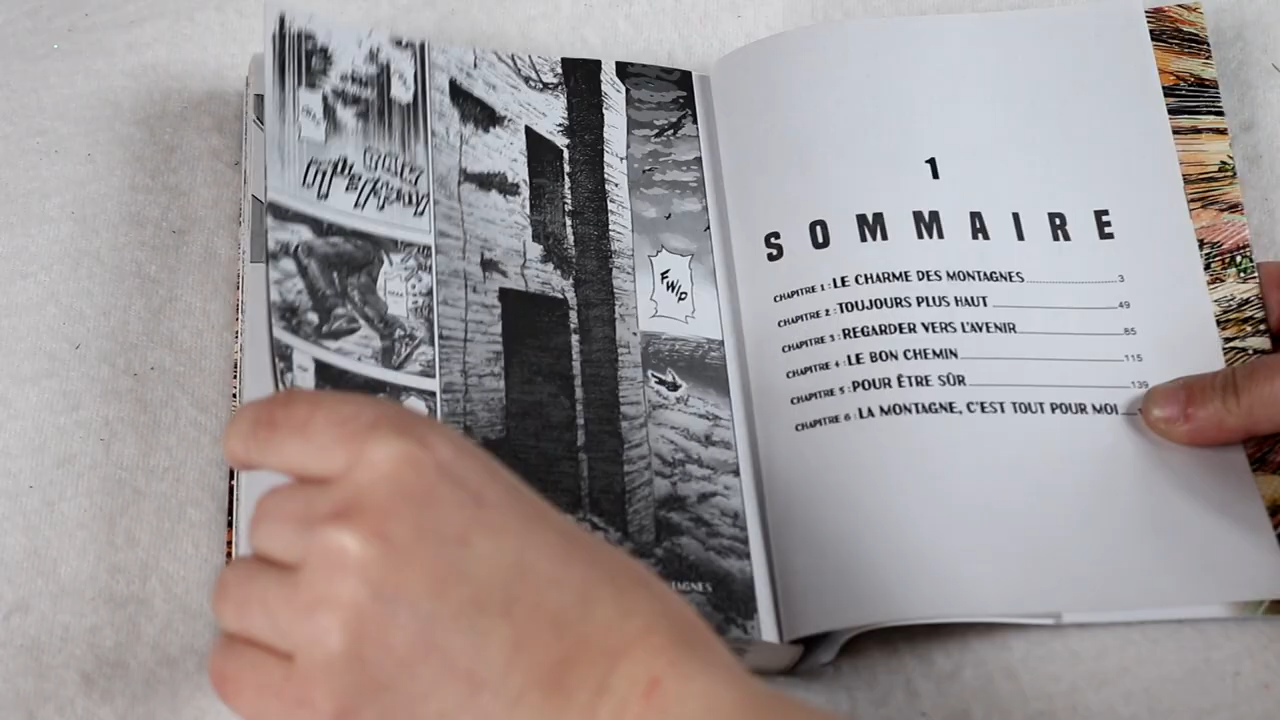 1
SOMMAIRE
CHAPITRE 1 : LE CHARME DES MONTAGNES 3
CHAPITRE 2 : TOUJOURS PLUS HAUT 49
CHAPITRE 3 : REGARDER VERS L'AVENIR 85
CHAPITRE 4 : LE BON CHEMIN 115
CHAPITRE 5 : POUR ÊTRE SÛR 139
CHAPITRE 6 : LA MONTAGNE, C'EST TOUT POUR MOI
FWIP